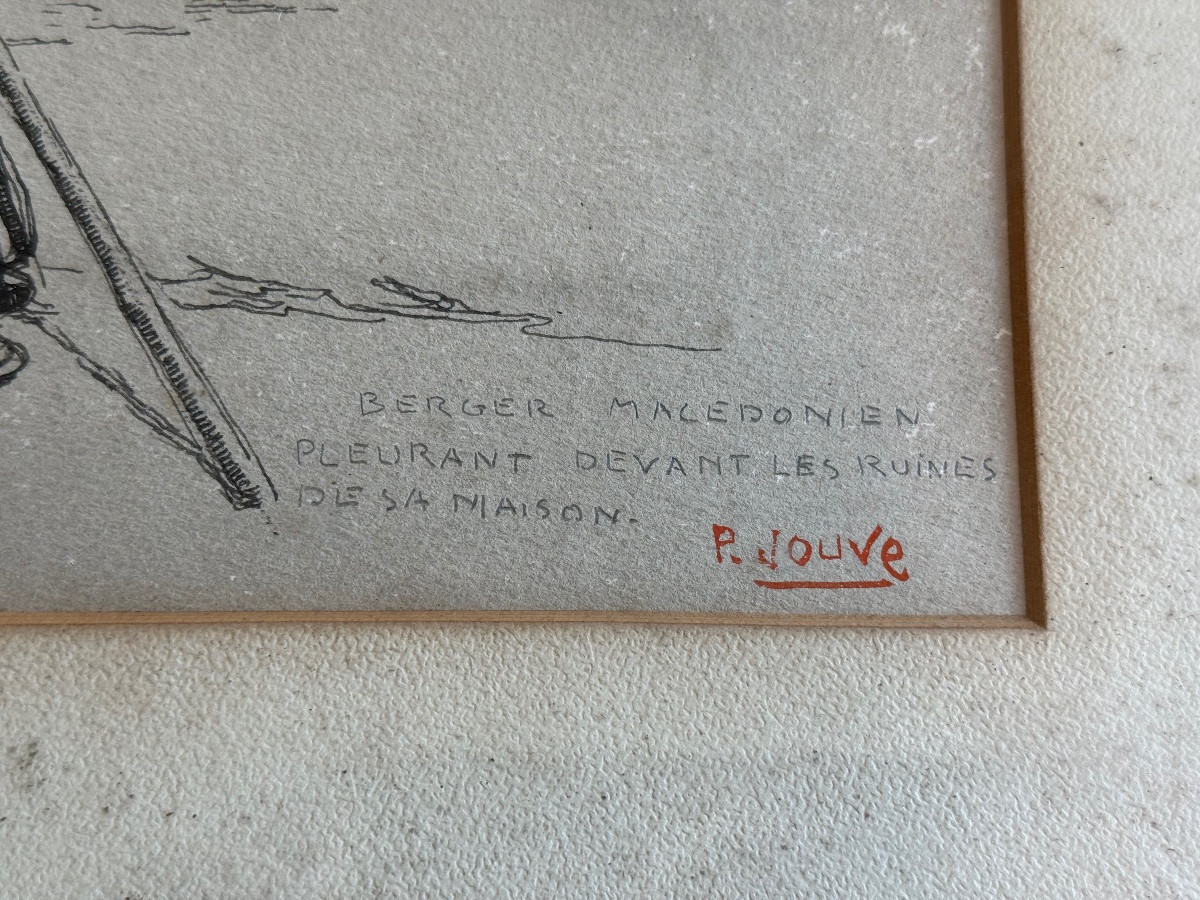 BERGER MACEDONIEN
PLEURANT DEVANT LES RUINES
DE SA MAISON.
P. JOUVe